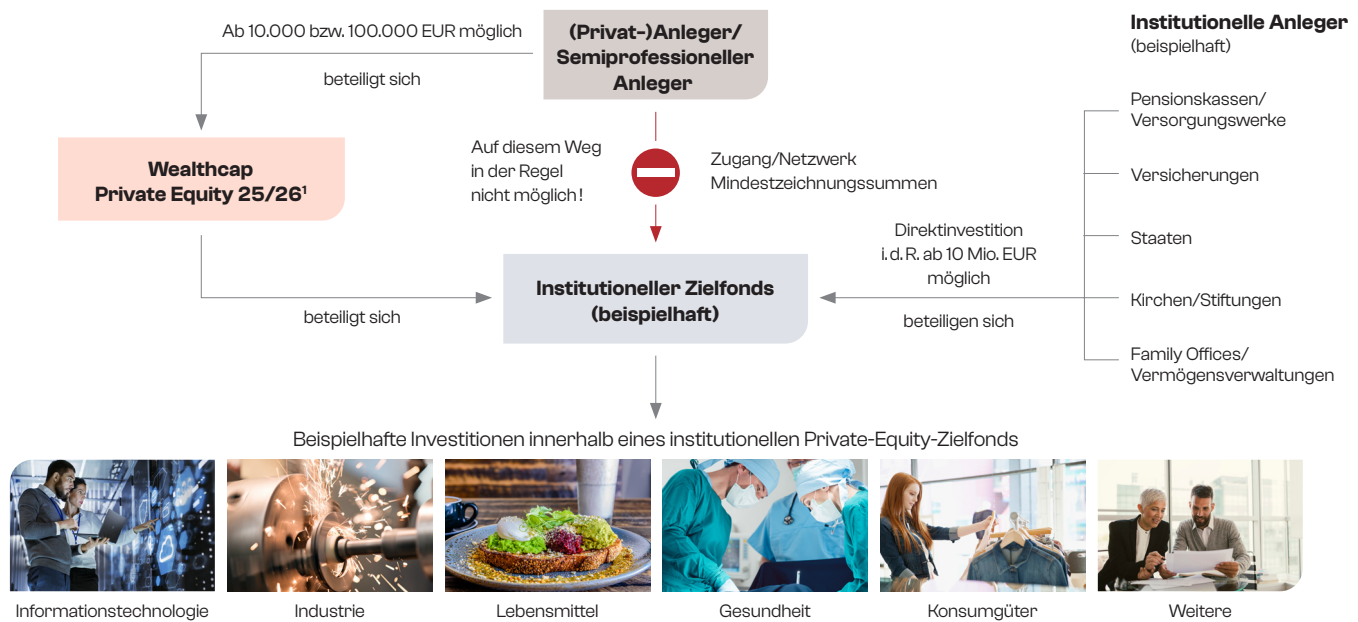 Ab 10.000 bzw. 100.000 EUR möglich
beteiligt sich
(Privat-)Anleger/
Semiprofessioneller
Anleger
Institutionelle Anleger
(beispielhaft)
Pensionskassen/
Versorgungswerke
Versicherungen
Staaten
Kirchen/Stiftungen
Family Offices/
Vermögensverwaltungen
Wealthcap
Private Equity 25/26¹
Auf diesem Weg
in der Regel
nicht möglich!
Zugang/Netzwerk
Mindestzeichnungssummen
Direktinvestition
i. d. R. ab 10 Mio. EUR
möglich
beteiligen sich
Institutioneller Zielfonds
(beispielhaft)
beteiligt sich
Beispielhafte Investitionen innerhalb eines institutionellen Private-Equity-Zielfonds
Informationstechnologie
Industrie
Lebensmittel
Gesundheit
Konsumgüter
Weitere